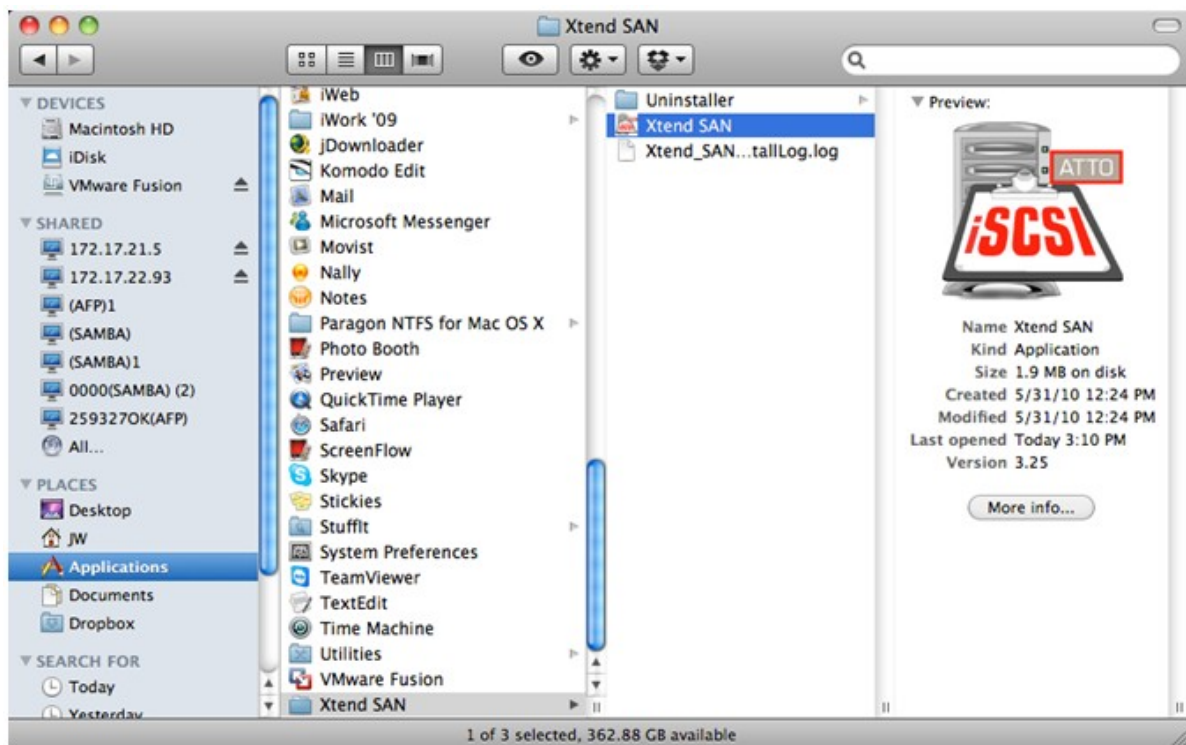 Xtend SAN
DEVICES
Macintosh HD
iDisk
VMware Fusion
SHARED
172.17.21.5
172.17.22.93
(AFP)1
(SAMBA)
(SAMBA)1
0000(SAMBA) (2)
259327OK(AFP)
All...
PLACES
Desktop
JW
Applications
Documents
Dropbox
SEARCH FOR
Today
Yesterday
iWeb
iWork '09
jDownloader
Komodo Edit
Mail
Microsoft Messenger
Movist
Nally
Notes
Paragon NTFS for Mac OS X
Photo Booth
Preview
QuickTime Player
Safari
ScreenFlow
Skype
Stickies
StuffIt
System Preferences
TeamViewer
TextEdit
Time Machine
Utilities
VMware Fusion
Xtend SAN
Uninstaller
Xtend SAN
Xtend_SAN...tallLog.log
Preview:
ATTO
iSCSI
Name Xtend SAN
Kind Application
Size 1.9 MB on disk
Created 5/31/10 12:24 PM
Modified 5/31/10 12:24 PM
Last opened Today 3:10 PM
Version 3.25
More info...
1 of 3 selected, 362.88 GB available